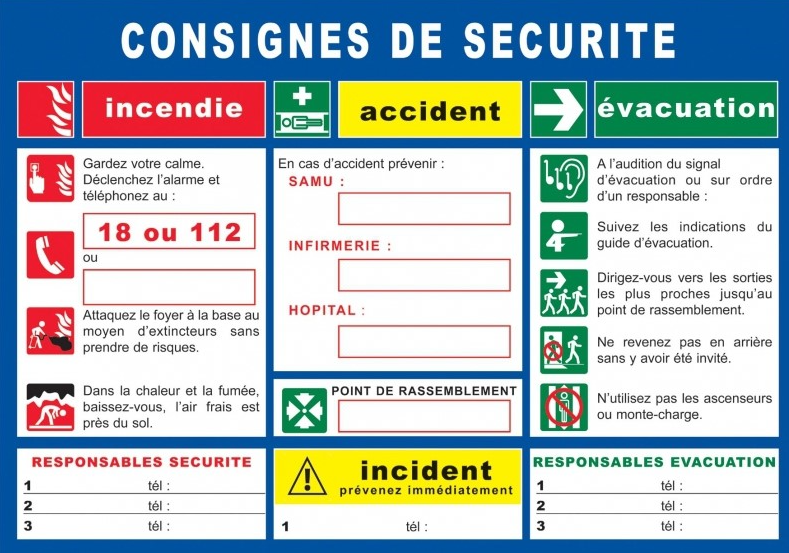 CONSIGNES DE SECURITE
incendie
Gardez votre calme.
Déclenchez l'alarme et
téléphonez au :
18 ou 112
ou
Attaquez le foyer à la base au
moyen d'extincteurs sans
prendre de risques.
Dans la chaleur et la fumée,
baissez-vous, l'air frais est
près du sol.
accident
En cas d'accident prévenir :
SAMU :
INFIRMERIE :
HOPITAL :
POINT DE RASSEMBLEMENT
évacuation
A l'audition du signal
d'évacuation ou sur ordre
d'un responsable :
Suivez les indications du
guide d'évacuation.
Dirigez-vous vers les sorties
les plus proches jusqu'au
point de rassemblement.
Ne revenez pas en arrière
sans y avoir été invité.
N'utilisez pas les ascenseurs
ou monte-charge.
RESPONSABLES SECURITE
1 tél :
2 tél :
3 tél :
incident
prévenez immédiatement
1 tél :
RESPONSABLES EVACUATION
1 tél :
2 tél :
3 tél :